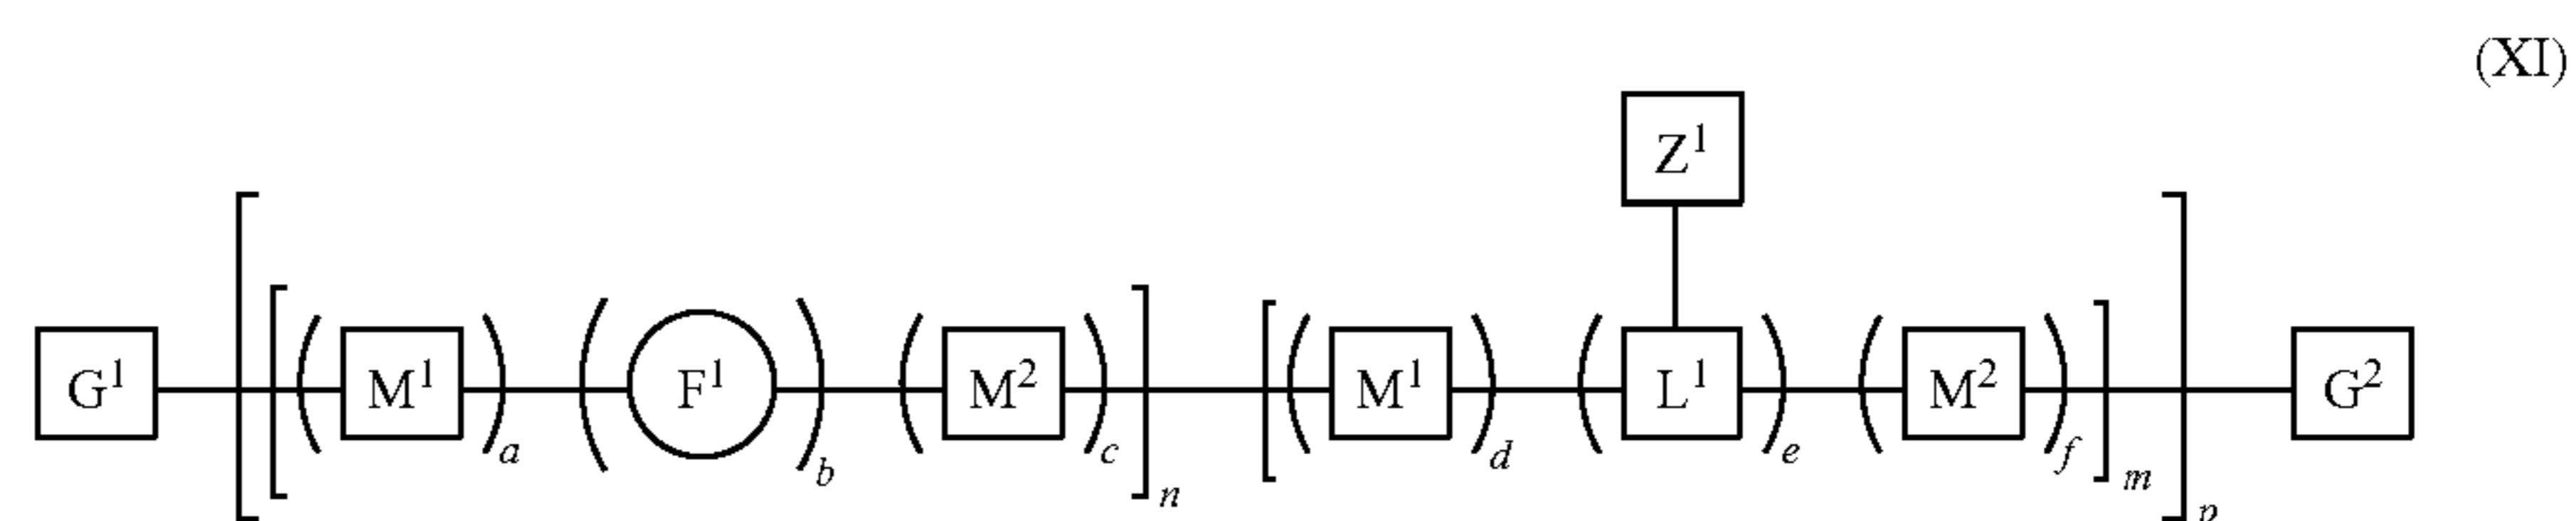 (XI)
Z¹
G¹ [ [ ( M¹ )a ( F¹ )b ( M² )c ]n [ ( M¹ )d ( L¹ )e ( M² )f ]m ]p G²